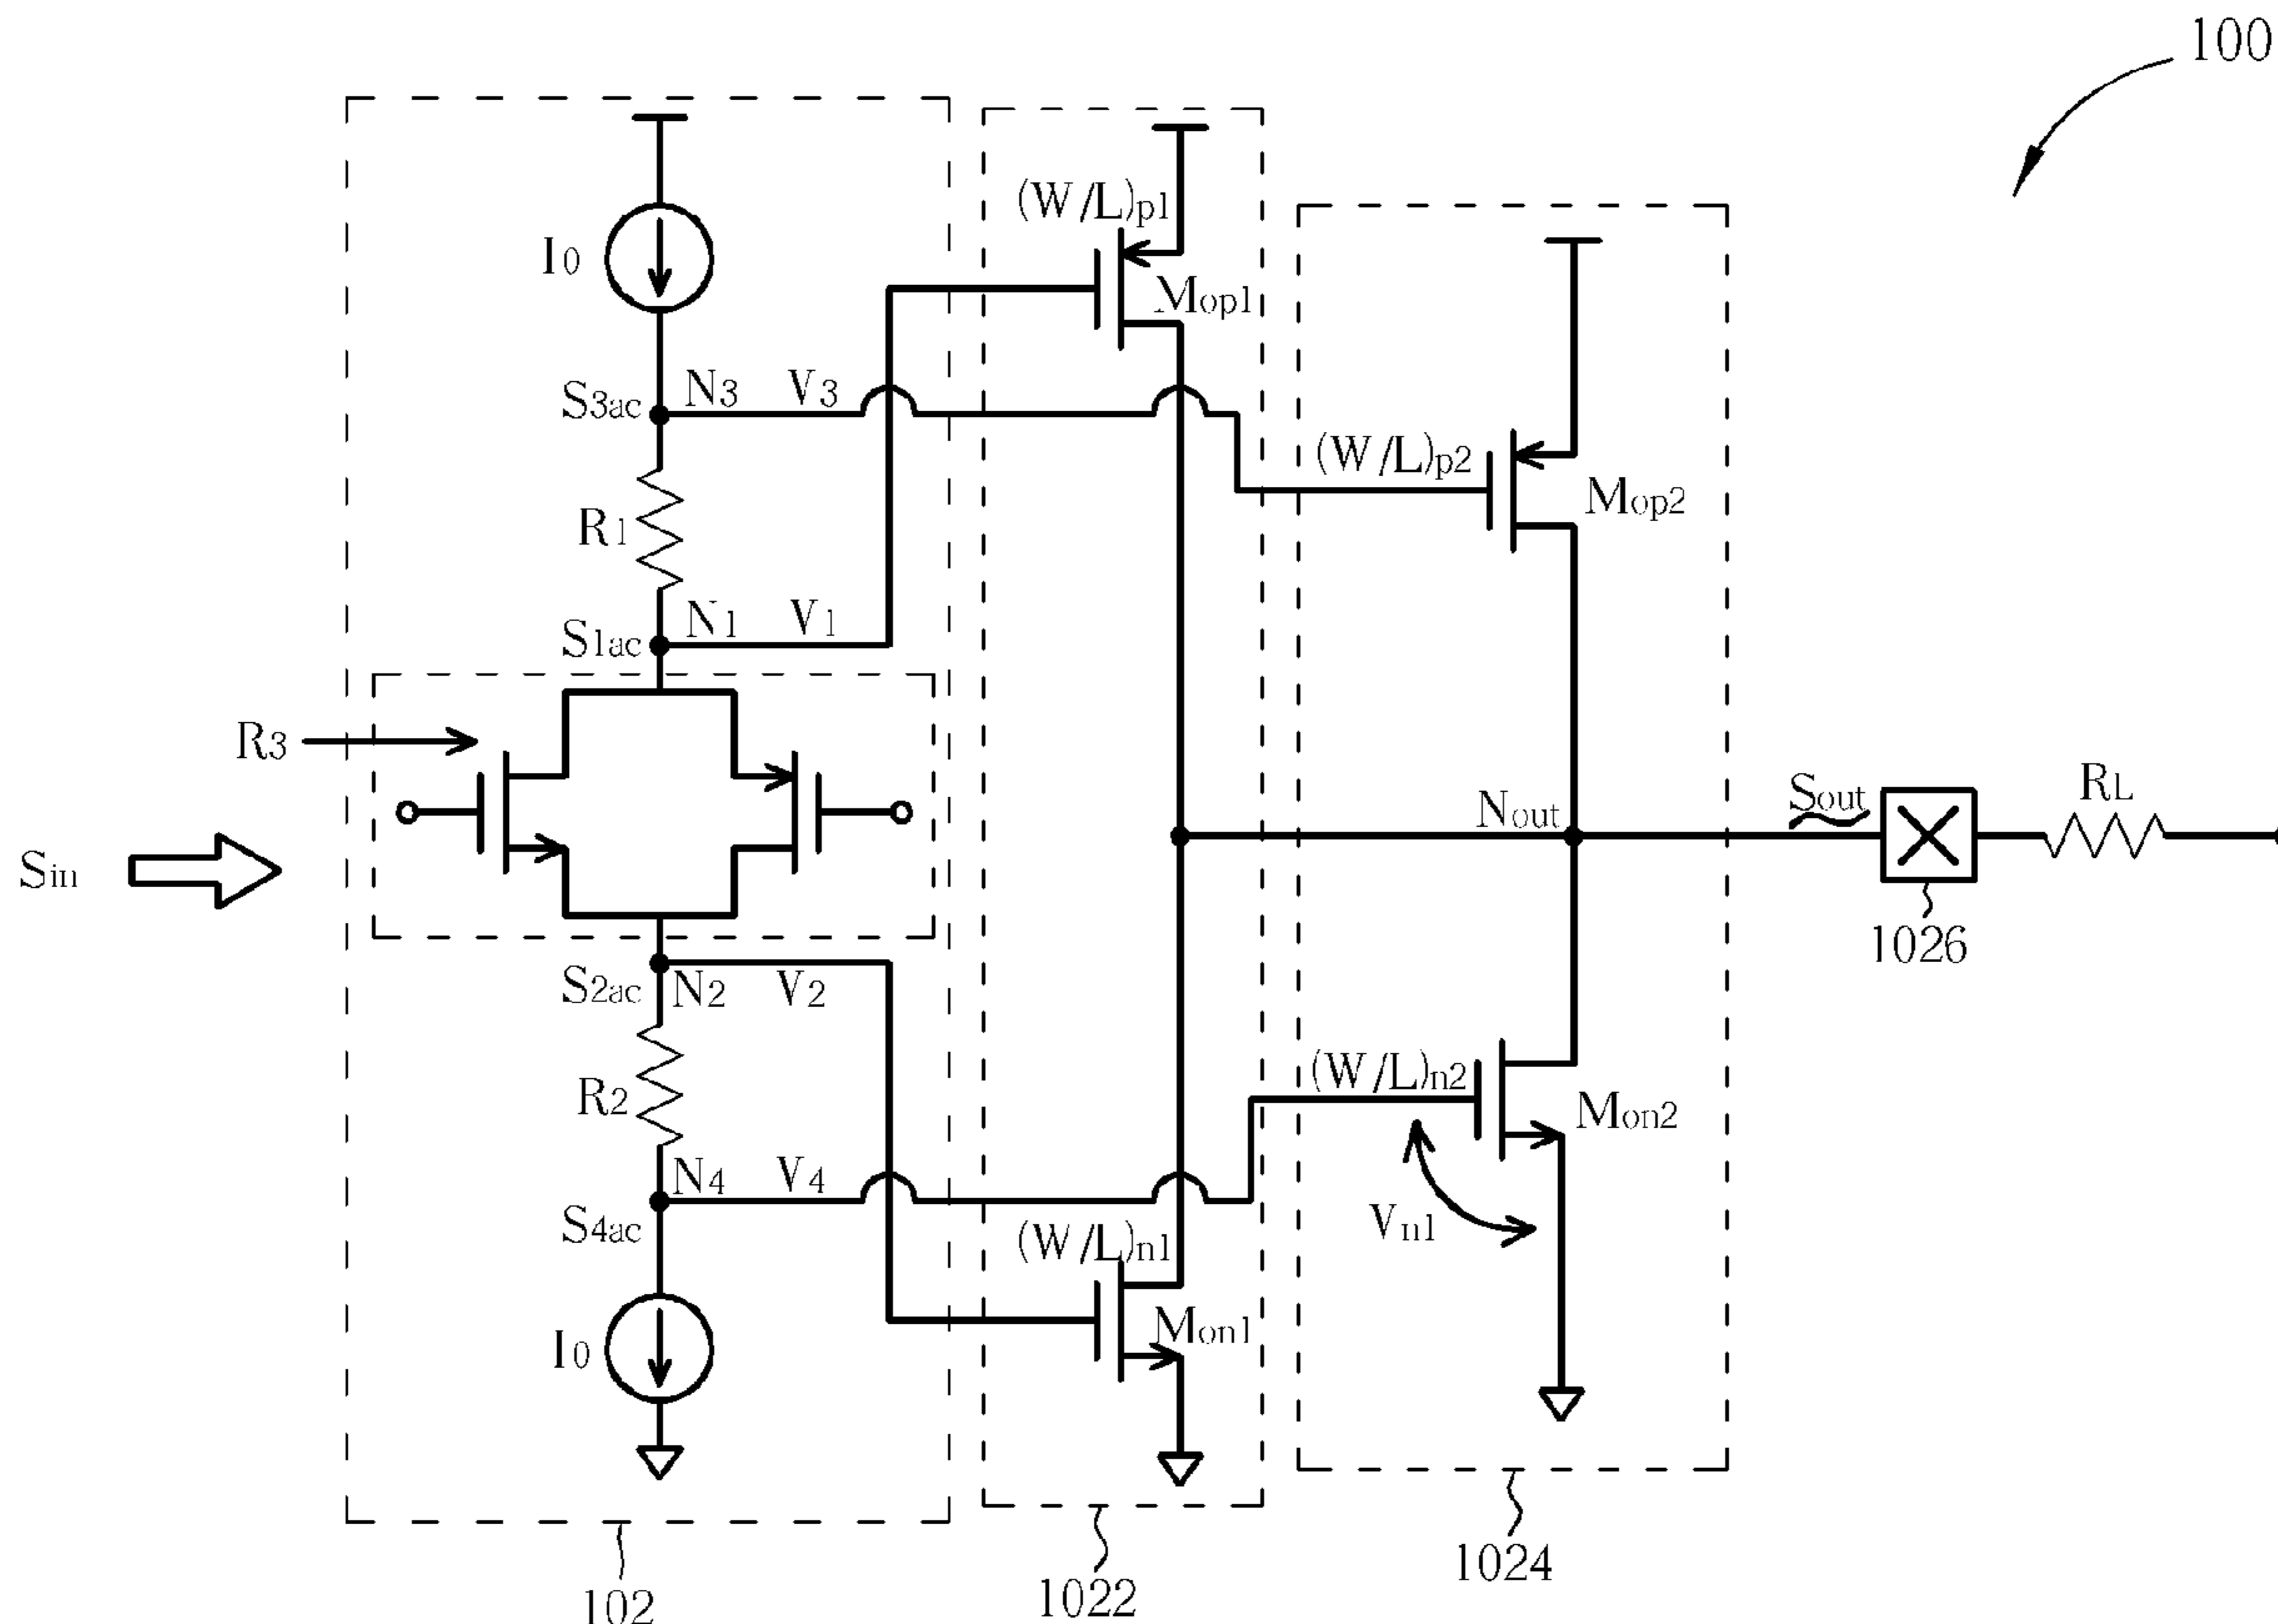 100
(W/L)p1
I0
Mop1
S3ac N3 V3
(W/L)p2
Mop2
R1
S1ac N1 V1
R3
Sin
Nout Sout RL
1026
S2ac N2 V2
R2
(W/L)n2
Mon2
N4 V4
S4ac
Vn1
(W/L)n1
Mon1
I0
102
1022
1024